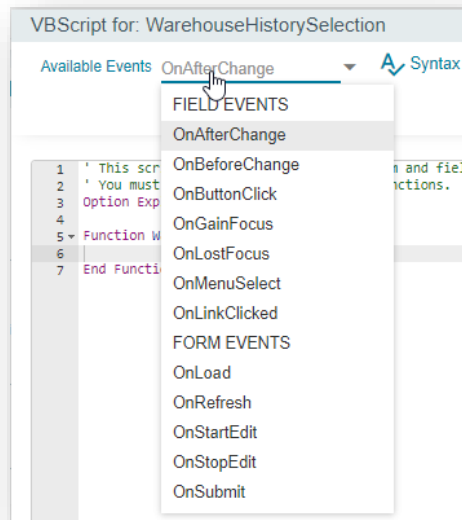 VBScript for: WarehouseHistorySelection
Available Events OnAfterChange Syntax
FIELD EVENTS
OnAfterChange
OnBeforeChange
OnButtonClick
OnGainFocus
OnLostFocus
OnMenuSelect
OnLinkClicked
FORM EVENTS
OnLoad
OnRefresh
OnStartEdit
OnStopEdit
OnSubmit
1 ' This scr and fiel
2 ' You must nctions.
3 Option Exp
4
5 Function W
6
7 End Functi